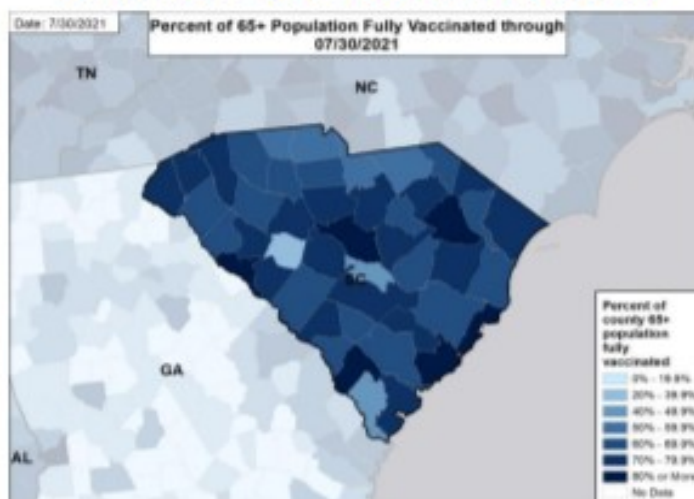 Date: 7/30/2021
Percent of 65+ Population Fully Vaccinated through
07/30/2021
TN
NC
SC
GA
AL
Percent of
county 65+
population
fully
vaccinated
0% - 19.9%
20% - 39.9%
40% - 49.9%
50% - 59.9%
60% - 69.9%
70% - 79.9%
80% or More
No Data